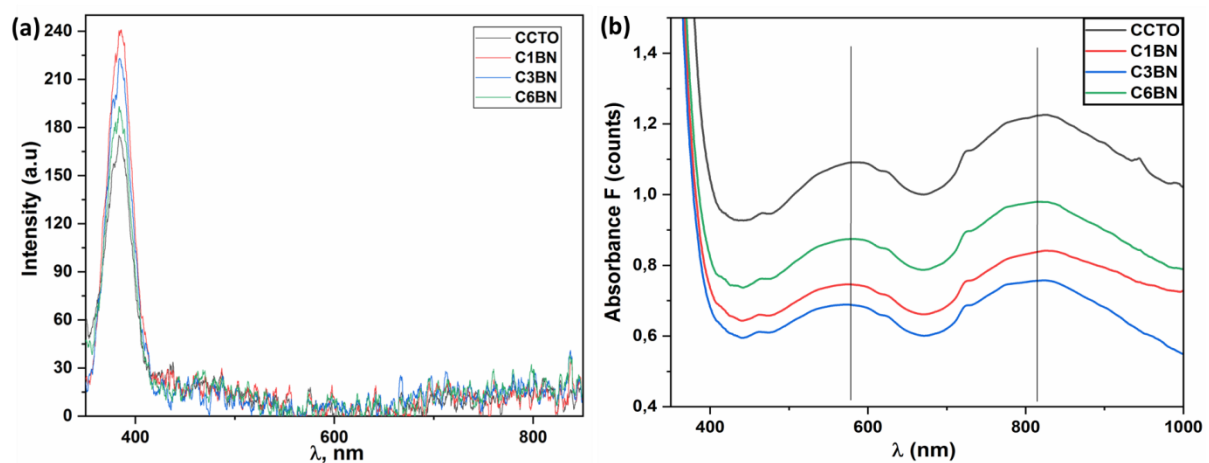 (a)
240
210
180
150
120
90
60
30
0
Intensity (a.u)
400
600
800
λ, nm
CCTO
C1BN
C3BN
C6BN
(b)
1,4
1,2
1,0
0,8
0,6
0,4
Absorbance F (counts)
400
600
800
1000
λ (nm)
CCTO
C1BN
C3BN
C6BN